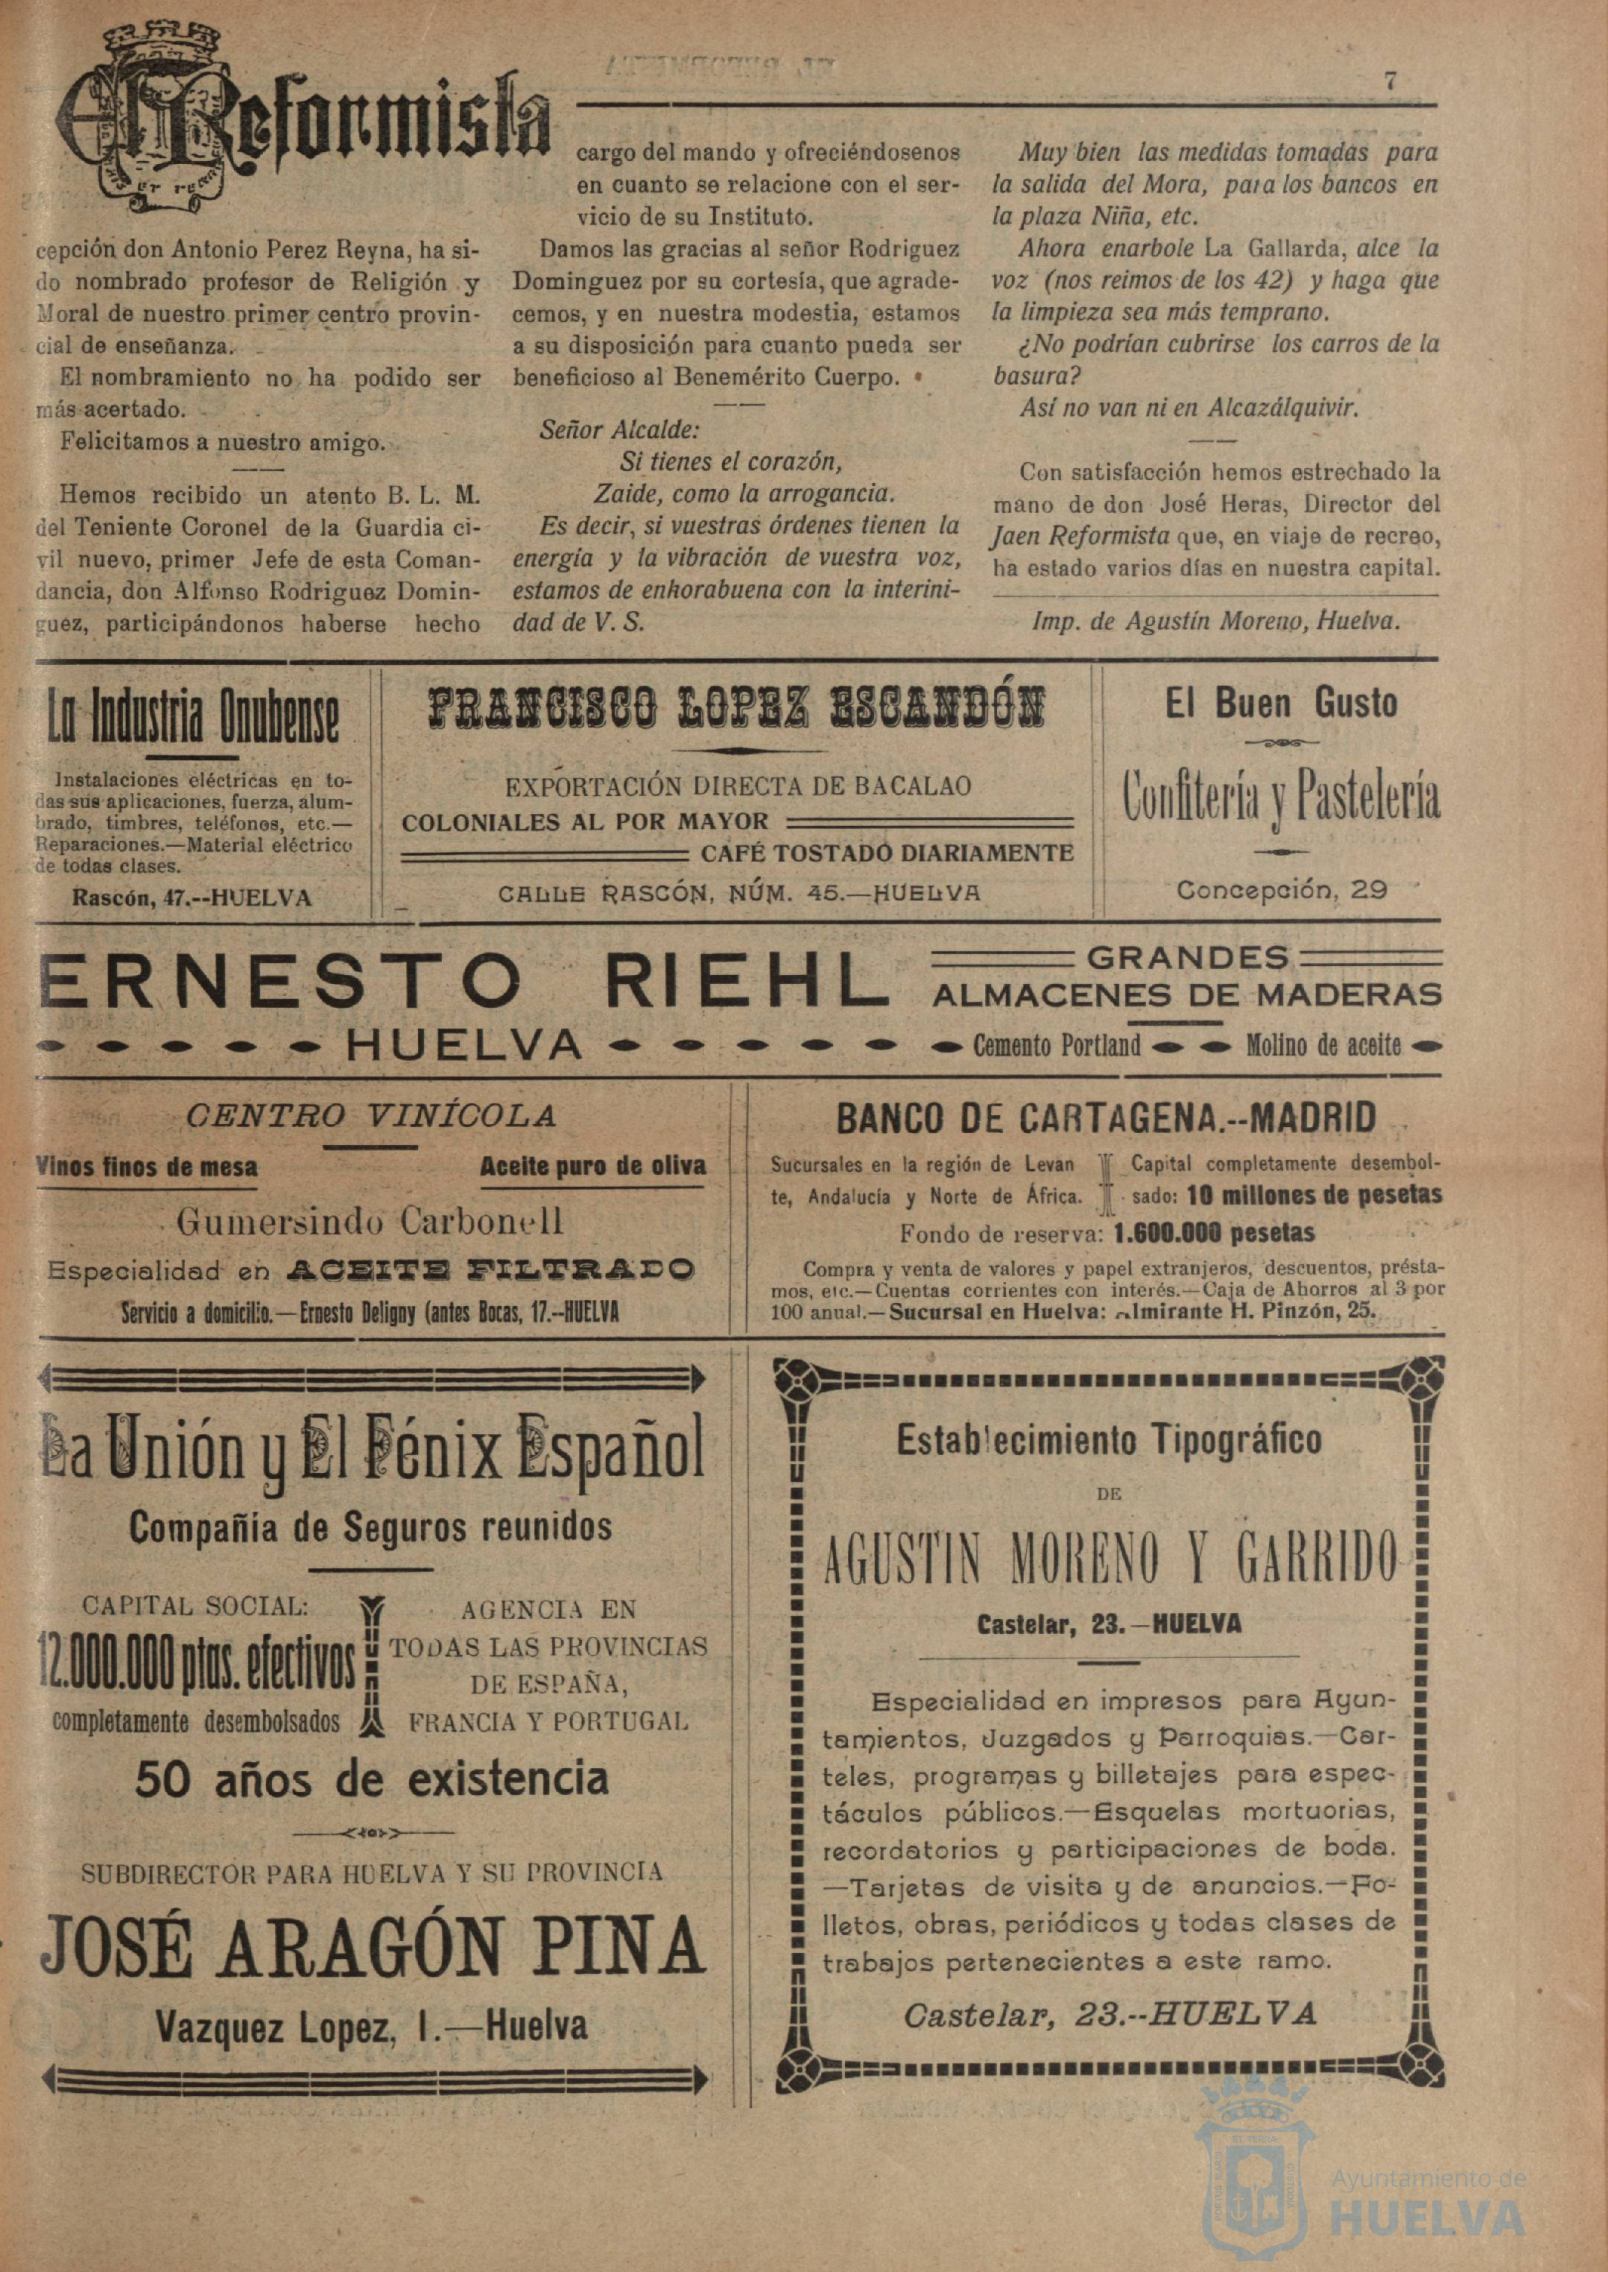 El Reformista
7
cepción don Antonio Perez Reyna, ha si-
do nombrado profesor de Religión y
Moral de nuestro primer centro provin-
cial de enseñanza.
El nombramiento no ha podido ser
más acertado.
Felicitamos a nuestro amigo.
Hemos recibido un atento B. L. M.
del Teniente Coronel de la Guardia ci-
vil nuevo, primer Jefe de esta Coman-
dancia, don Alfonso Rodriguez Domin-
guez, participándonos haberse hecho
cargo del mando y ofreciéndosenos
en cuanto se relacione con el ser-
vicio de su Instituto.
Damos las gracias al señor Rodriguez
Dominguez por su cortesía, que agrade-
cemos, y en nuestra modestia, estamos
a su disposición para cuanto pueda ser
beneficioso al Benemérito Cuerpo.
Señor Alcalde:
Si tienes el corazón,
Zaide, como la arrogancia.
Es decir, si vuestras órdenes tienen la
energía y la vibración de vuestra voz,
estamos de enhorabuena con la interini-
dad de V. S.
Muy bien las medidas tomadas para
la salida del Mora, para los bancos en
la plaza Niña, etc.
Ahora enarbole La Gallarda, alce la
voz (nos reimos de los 42) y haga que
la limpieza sea más temprano.
¿No podrían cubrirse los carros de la
basura?
Así no van ni en Alcazálquivir.
Con satisfacción hemos estrechado la
mano de don José Heras, Director del
Jaen Reformista que, en viaje de recreo,
ha estado varios días en nuestra capital.
Imp. de Agustín Moreno, Huelva.
La Industria Onubense
Instalaciones eléctricas en to-
das sus aplicaciones, fuerza, alum-
brado, timbres, teléfonos, etc.—
Reparaciones.—Material eléctrico
de todas clases.
Rascón, 47.--HUELVA
FRANCISCO LOPEZ ESCANDÓN
EXPORTACIÓN DIRECTA DE BACALAO
COLONIALES AL POR MAYOR
CAFÉ TOSTADO DIARIAMENTE
CALLE RASCÓN, NÚM. 45.—HUELVA
El Buen Gusto
Confitería y Pastelería
Concepción, 29
ERNESTO RIEHL
HUELVA
GRANDES
ALMACENES DE MADERAS
Cemento Portland Molino de aceite
CENTRO VINÍCOLA
Vinos finos de mesa Aceite puro de oliva
Gumersindo Carbonell
Especialidad en ACEITE FILTRADO
Servicio a domicilio.—Ernesto Deligny (antes Bocas, 17.--HUELVA
BANCO DE CARTAGENA.--MADRID
Sucursales en la región de Levan
te, Andalucía y Norte de África.
Capital completamente desembol-
sado: 10 millones de pesetas
Fondo de reserva: 1.600.000 pesetas
Compra y venta de valores y papel extranjeros, descuentos, présta-
mos, etc.—Cuentas corrientes con interés.—Caja de Ahorros al 3 por
100 anual.—Sucursal en Huelva: Almirante H. Pinzón, 25.
La Unión y El Fénix Español
Compañia de Seguros reunidos
CAPITAL SOCIAL:
12.000.000 ptas. efectivos
completamente desembolsados
AGENCIA EN
TODAS LAS PROVINCIAS
DE ESPAÑA,
FRANCIA Y PORTUGAL
50 años de existencia
SUBDIRECTOR PARA HUELVA Y SU PROVINCIA
JOSÉ ARAGÓN PINA
Vazquez Lopez, 1.—Huelva
Establecimiento Tipográfico
DE
AGUSTIN MORENO Y GARRIDO
Castelar, 23.—HUELVA
Especialidad en impresos para Ayun-
tamientos, Juzgados y Parroquias.—Car-
teles, programas y billetajes para espec-
táculos públicos.—Esquelas mortuorias,
recordatorios y participaciones de boda.
—Tarjetas de visita y de anuncios.—Fo-
lletos, obras, periódicos y todas clases de
trabajos pertenecientes a este ramo.
Castelar, 23.--HUELVA
Ayuntamiento de
HUELVA